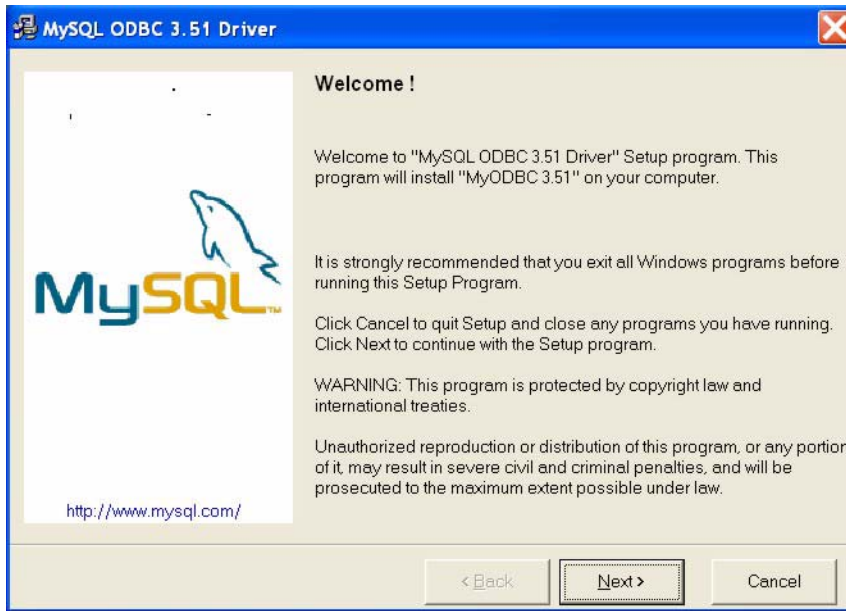 MySQL ODBC 3.51 Driver
Welcome !
Welcome to "MySQL ODBC 3.51 Driver" Setup program. This
program will install "MyODBC 3.51" on your computer.
It is strongly recommended that you exit all Windows programs before
running this Setup Program.
Click Cancel to quit Setup and close any programs you have running.
Click Next to continue with the Setup program.
WARNING: This program is protected by copyright law and
international treaties.
Unauthorized reproduction or distribution of this program, or any portion
of it, may result in severe civil and criminal penalties, and will be
prosecuted to the maximum extent possible under law.
MySQL™
http://www.mysql.com/
< Back
Next >
Cancel